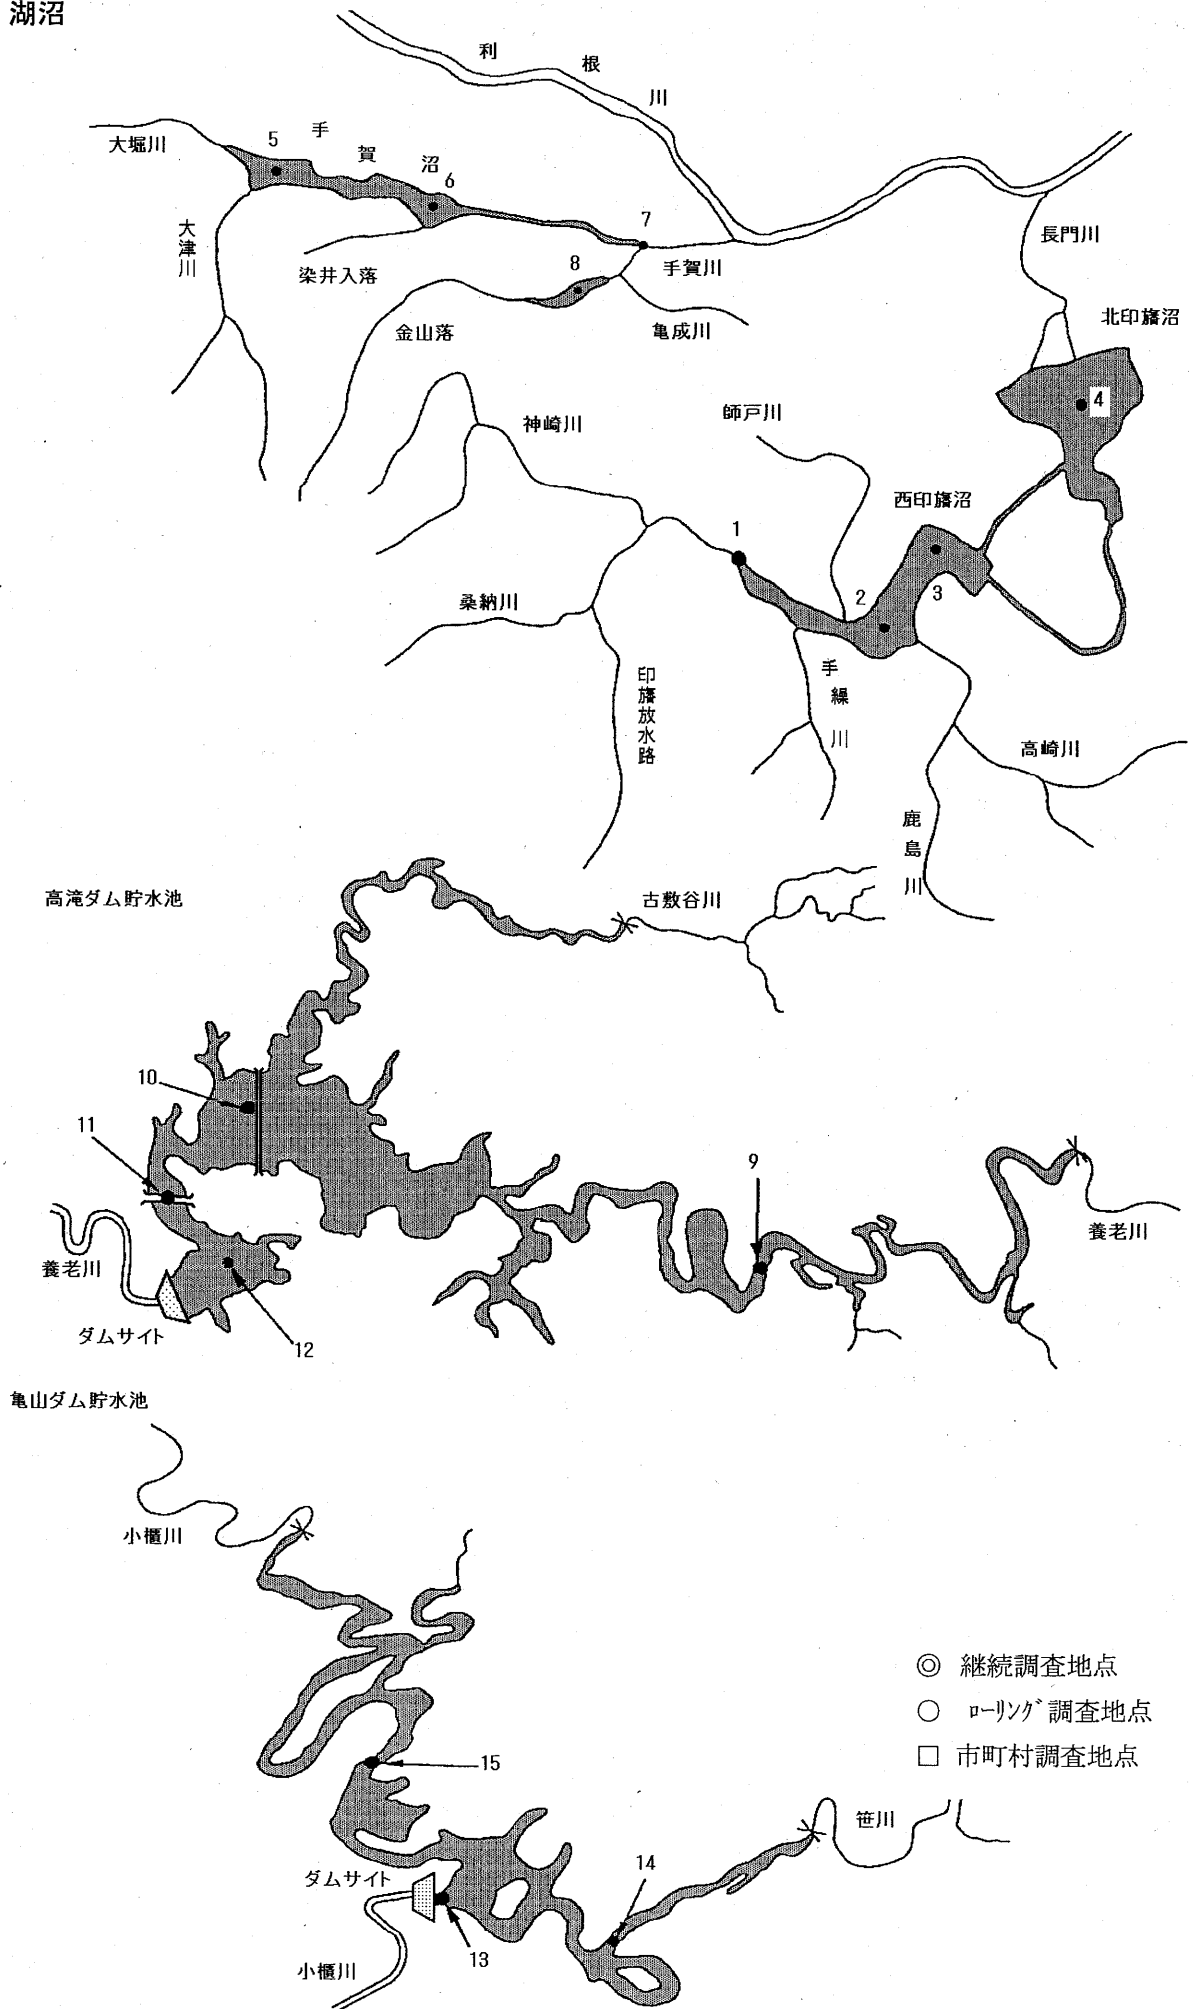 湖沼
利根川
大堀川
5
手賀沼
6
大津川
染井入落
7
手賀川
8
金山落
亀成川
長門川
北印旛沼
4
神崎川
師戸川
西印旛沼
1
2
3
桑納川
印旛放水路
手繰川
高崎川
鹿島川
高滝ダム貯水池
古敷谷川
10
11
9
養老川
養老川
ダムサイト
12
亀山ダム貯水池
小櫃川
◎ 継続調査地点
○ ﾛｰﾘﾝｸﾞ調査地点
□ 市町村調査地点
15
笹川
ダムサイト
14
13
小櫃川